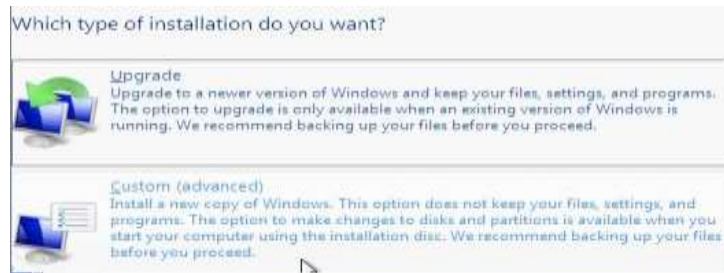 Which type of installation do you want?
Upgrade
Upgrade to a newer version of Windows and keep your files, settings, and programs.
The option to upgrade is only available when an existing version of Windows is
running. We recommend backing up your files before you proceed.
Custom (advanced)
Install a new copy of Windows. This option does not keep your files, settings, and
programs. The option to make changes to disks and partitions is available when you
start your computer using the installation disc. We recommend backing up your files
before you proceed.